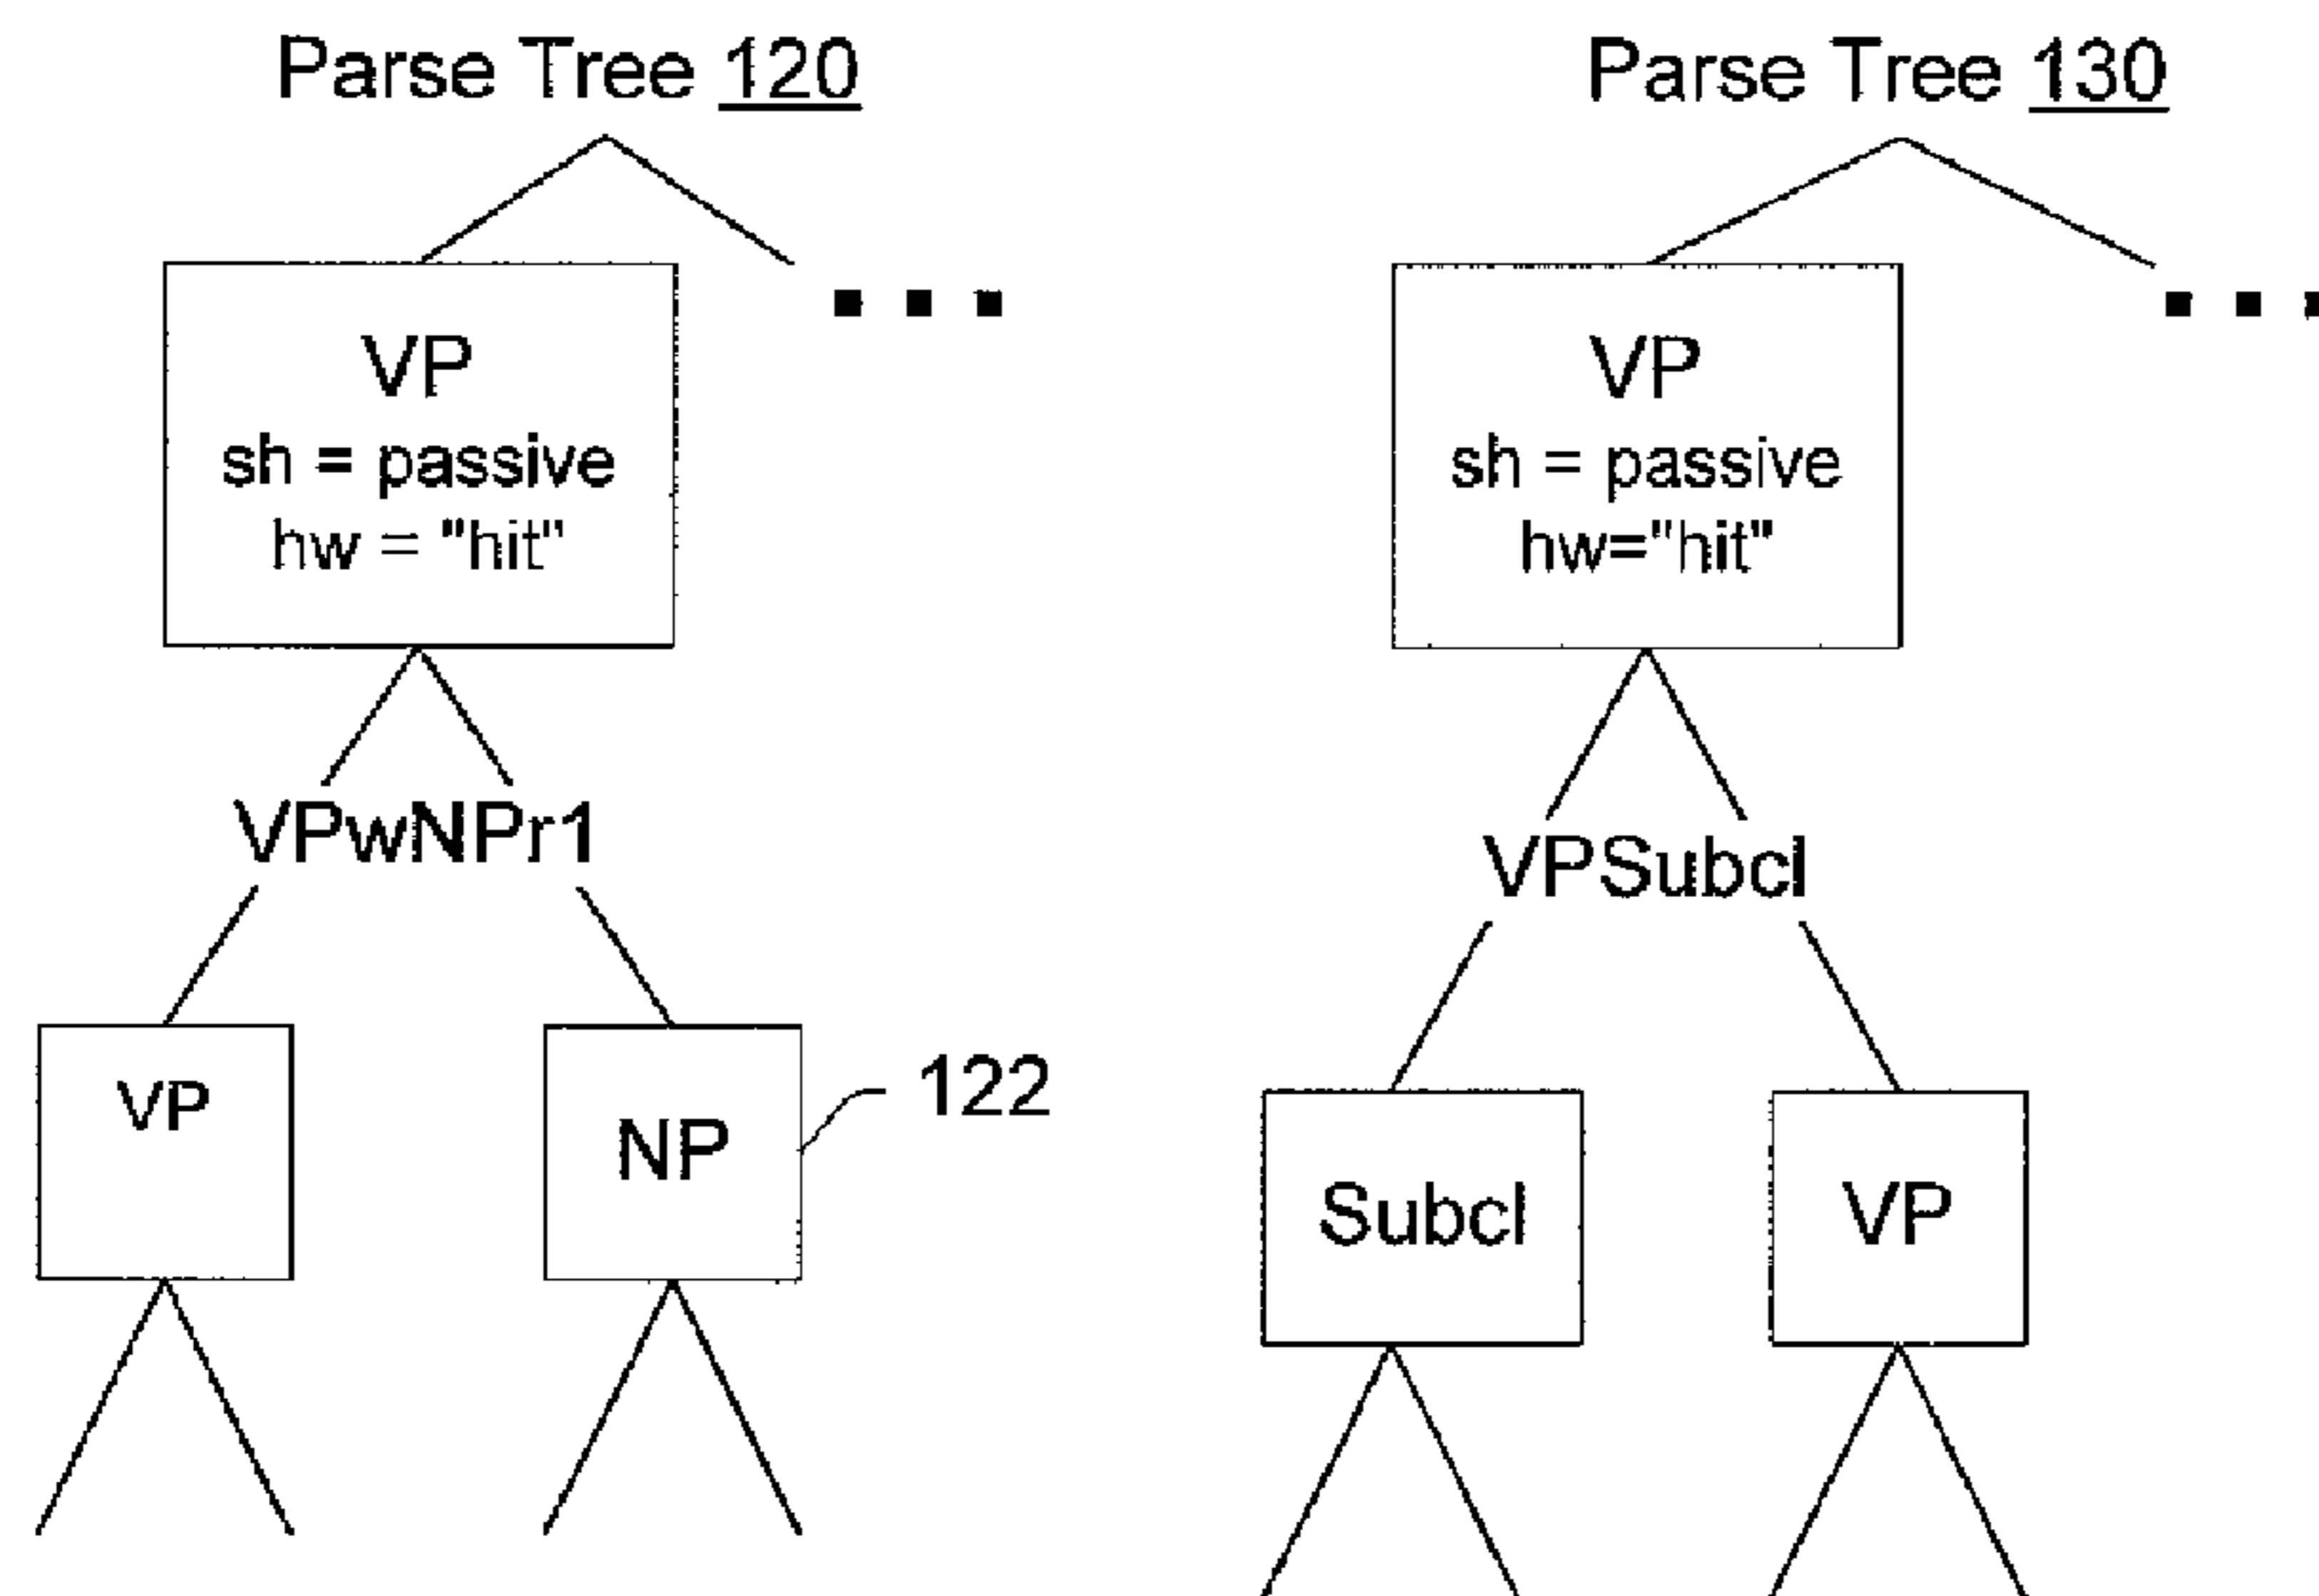 Parse Tree 120
VP
sh = passive
hw = "hit"
VPwNPr1
VP
NP
122
Parse Tree 130
VP
sh = passive
hw="hit"
VPSubcl
Subcl
VP